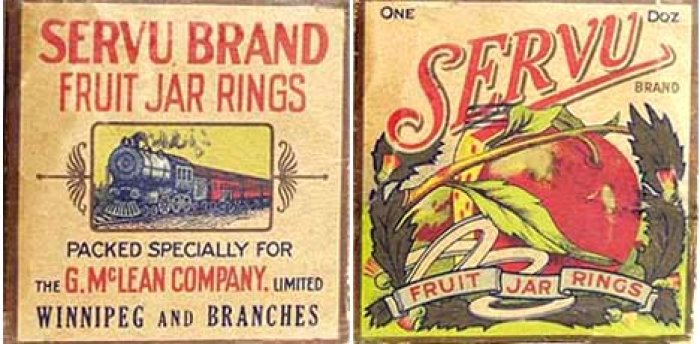 SERVU BRAND
FRUIT JAR RINGS
PACKED SPECIALLY FOR
THE G. McLEAN COMPANY. LIMITED
WINNIPEG AND BRANCHES
ONE DOZ
SERVU
BRAND
FRUIT JAR RINGS